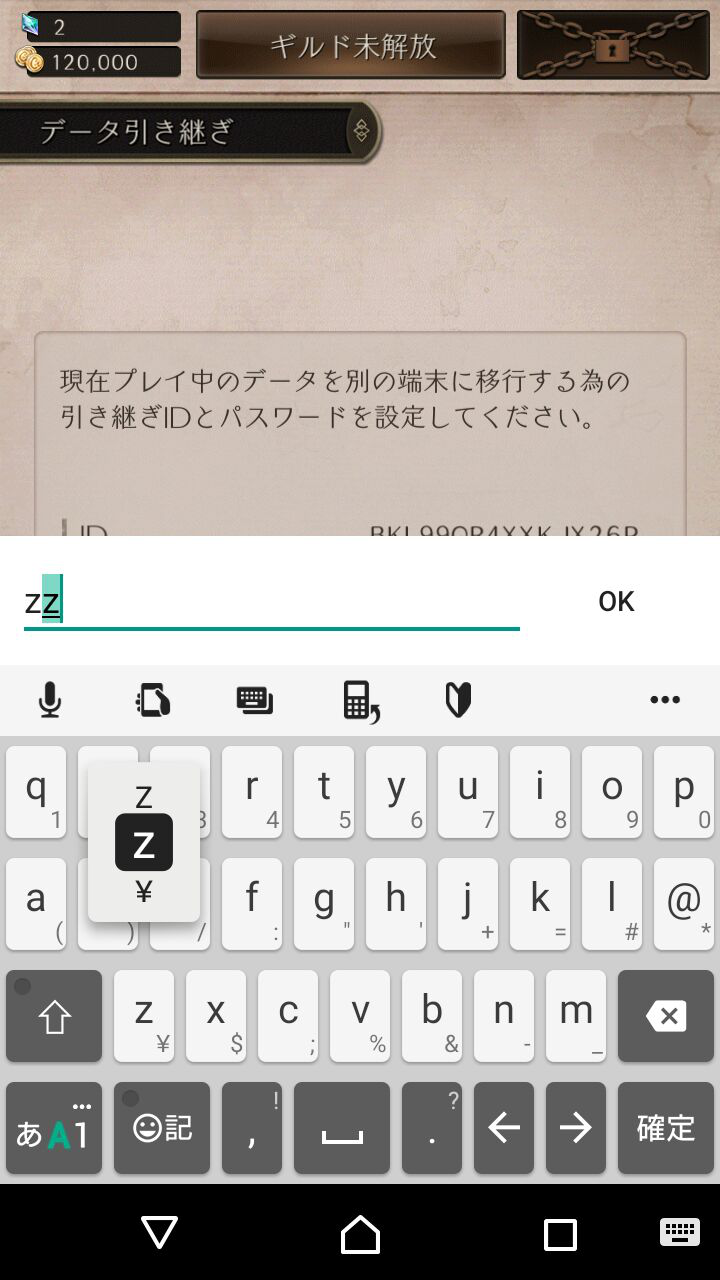 2
120,000
ギルド未解放
データ引き継ぎ
現在プレイ中のデータを別の端末に移行する為の
引き継ぎIDとパスワードを設定してください。
ID
zz
OK
q 1 3 r 4 t 5 y 6 u 7 i 8 o 9 p 0
Z
z
¥
a ( ) / f : g " h ' j + k = l # @ *
z ¥ x $ c ; v % b & n - m _
あA1 ... 記 , ! . ? ← → 確定